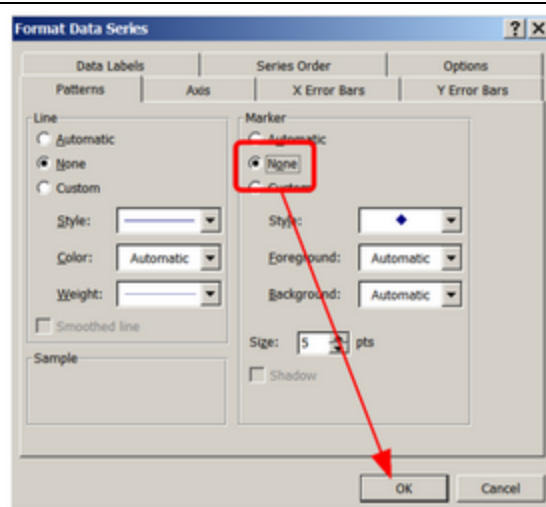 Format Data Series
Data Labels Series Order Options
Patterns Axis X Error Bars Y Error Bars
Line
Automatic
None
Custom
Style:
Color: Automatic
Weight:
Smoothed line
Sample
Marker
Automatic
None
Custom
Style:
Foreground: Automatic
Background: Automatic
Size: 5 pts
Shadow
OK Cancel